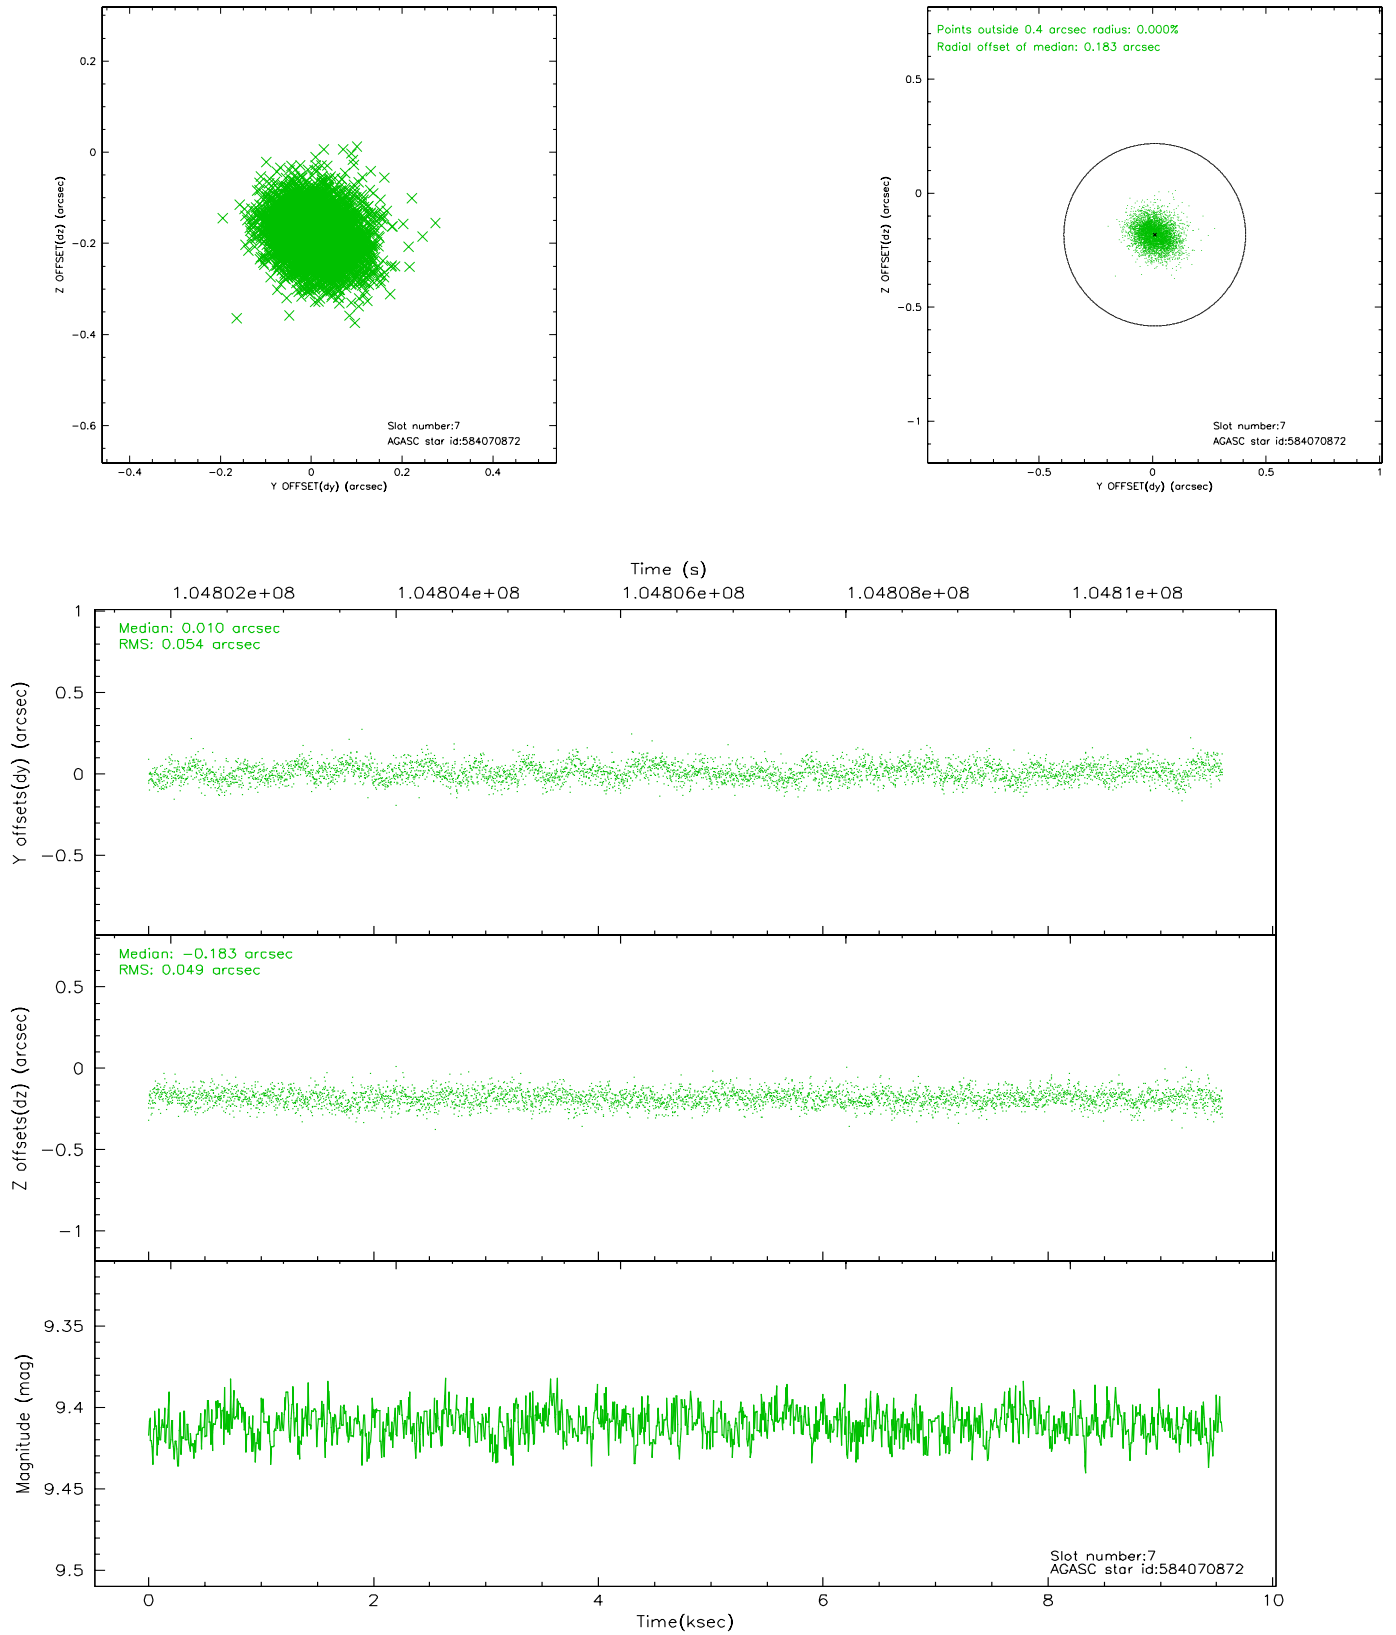 0.2
0
-0.2
-0.4
-0.6
Z OFFSET(dz) (arcsec)
Slot number:7
AGASC star id:584070872
-0.4 -0.2 0 0.2 0.4
Y OFFSET(dy) (arcsec)
Points outside 0.4 arcsec radius: 0.000%
Radial offset of median: 0.183 arcsec
0.5
0
-0.5
-1
Z OFFSET(dz) (arcsec)
Slot number:7
AGASC star id:584070872
-0.5 0 0.5 1
Y OFFSET(dy) (arcsec)
Time (s)
1.04802e+08 1.04804e+08 1.04806e+08 1.04808e+08 1.0481e+08
Median: 0.010 arcsec
RMS: 0.054 arcsec
1
0.5
0
-0.5
Y offsets(dy) (arcsec)
Median: -0.183 arcsec
RMS: 0.049 arcsec
0.5
0
-0.5
-1
Z offsets(dz) (arcsec)
9.35
9.4
9.45
9.5
Magnitude (mag)
Slot number:7
AGASC star id:584070872
0 2 4 6 8 10
Time(ksec)